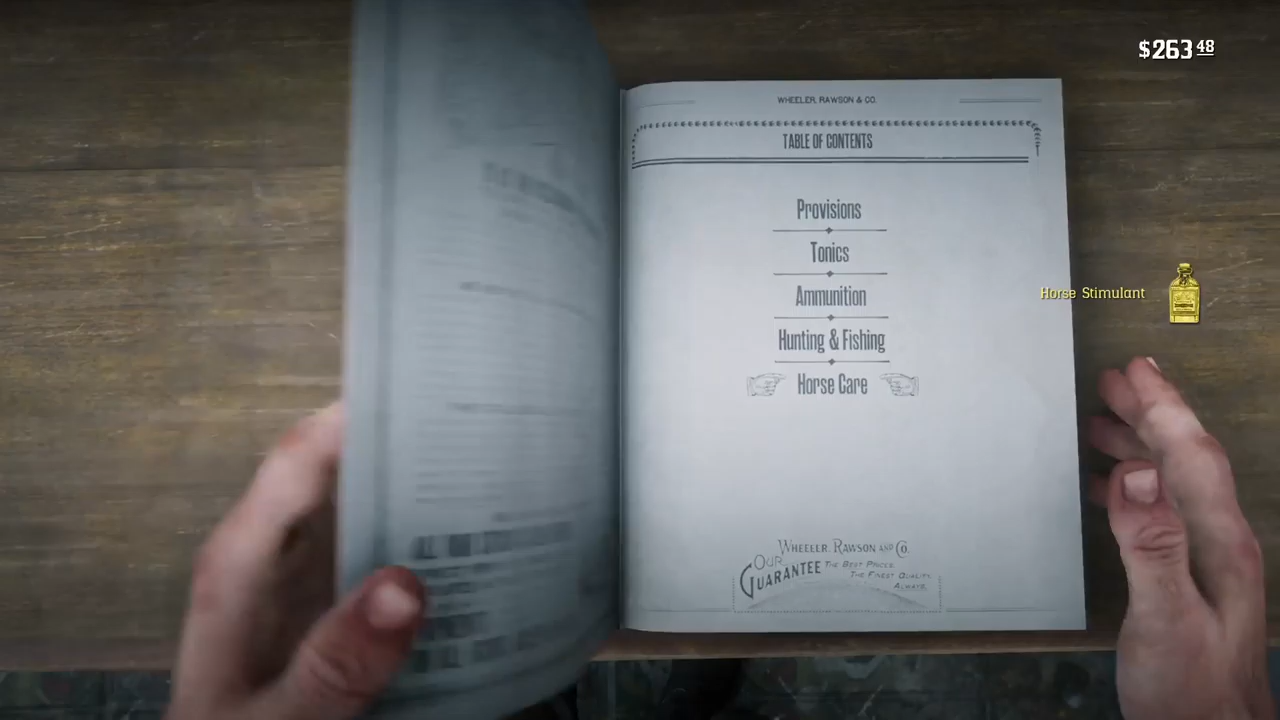 $263 48
WHEELER, RAWSON & CO.
TABLE OF CONTENTS
Provisions
Tonics
Ammunition
Hunting & Fishing
Horse Care
Horse Stimulant
WHEELER, RAWSON AND CO.
OUR
GUARANTEE THE BEST PRICES.
THE FINEST QUALITY.
ALWAYS.